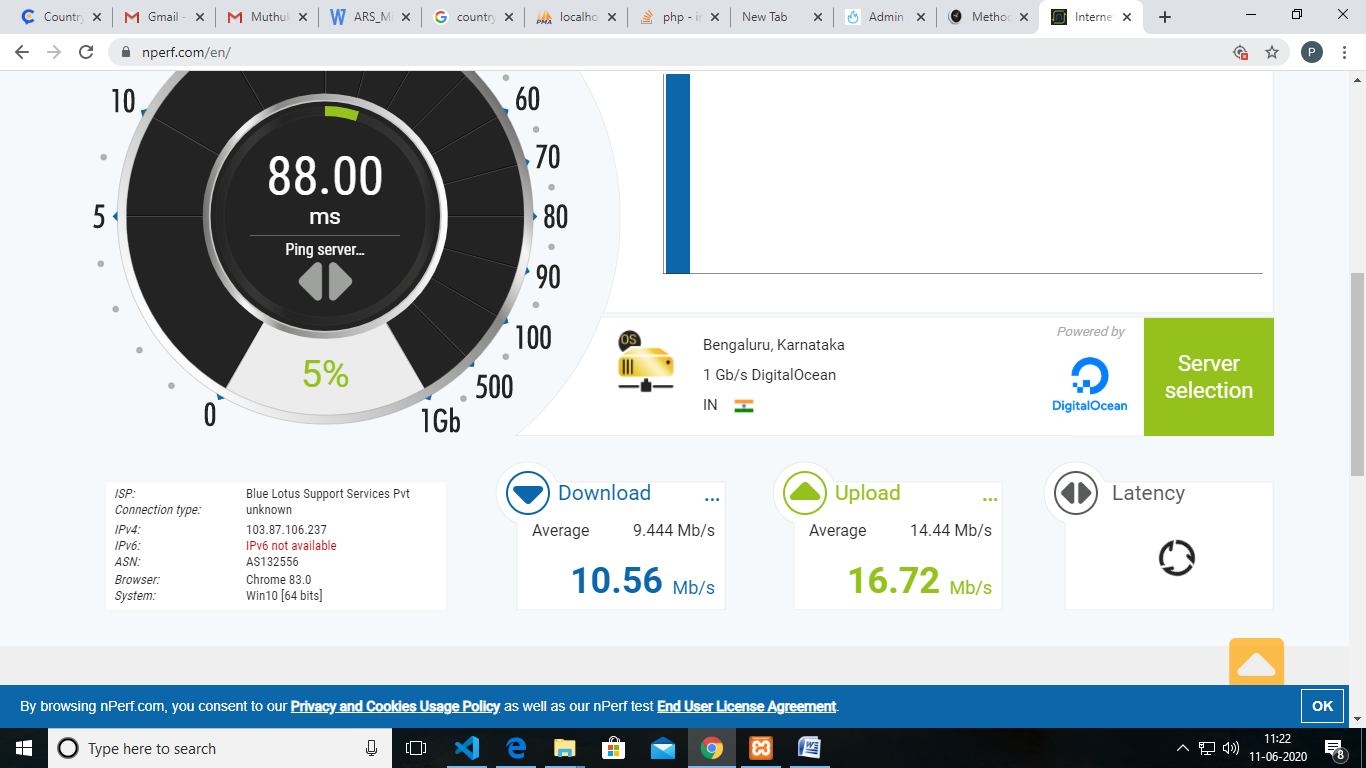 Country
Gmail -
Muthuk
ARS_MI
country
localho
php - in
New Tab
Admin
Method
Interne
nperf.com/en/
P
10
5
0
60
70
80
90
100
500
1Gb
88.00
ms
Ping server...
5%
OS
Bengaluru, Karnataka
1 Gb/s DigitalOcean
IN
Powered by
DigitalOcean
Server
selection
ISP: Blue Lotus Support Services Pvt
Connection type: unknown
IPv4: 103.87.106.237
IPv6: IPv6 not available
ASN: AS132556
Browser: Chrome 83.0
System: Win10 [64 bits]
Download ...
Average 9.444 Mb/s
10.56 Mb/s
Upload ...
Average 14.44 Mb/s
16.72 Mb/s
Latency
By browsing nPerf.com, you consent to our Privacy and Cookies Usage Policy as well as our nPerf test End User License Agreement.
OK
Type here to search
11:22
11-06-2020
8